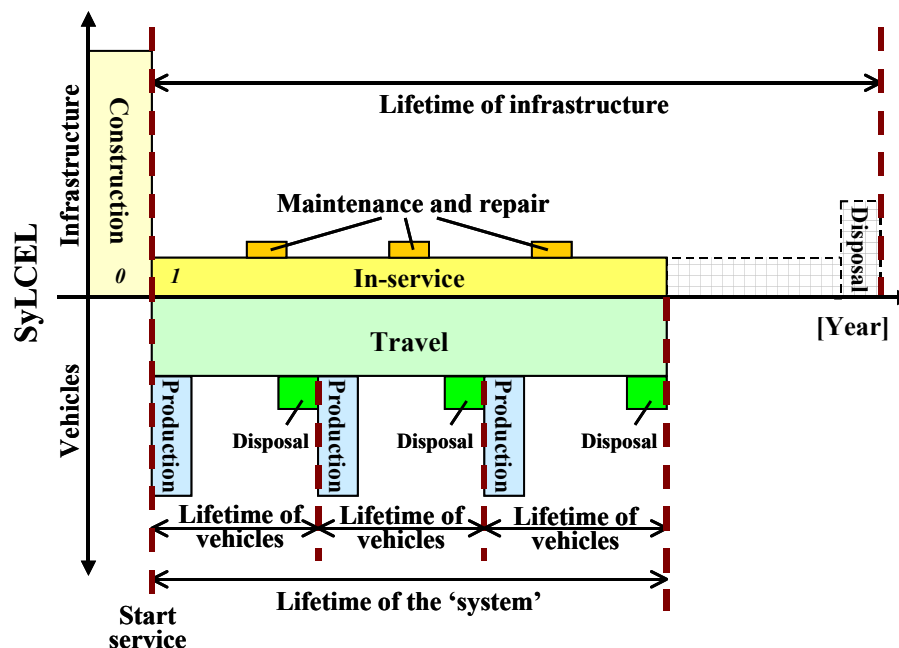 SyLCEL
Infrastructure
Vehicles
Construction
0
1
Lifetime of infrastructure
Maintenance and repair
In-service
Disposal
[Year]
Travel
Production
Disposal
Production
Disposal
Production
Disposal
Lifetime of
vehicles
Lifetime of
vehicles
Lifetime of
vehicles
Lifetime of the ‘system’
Start
service